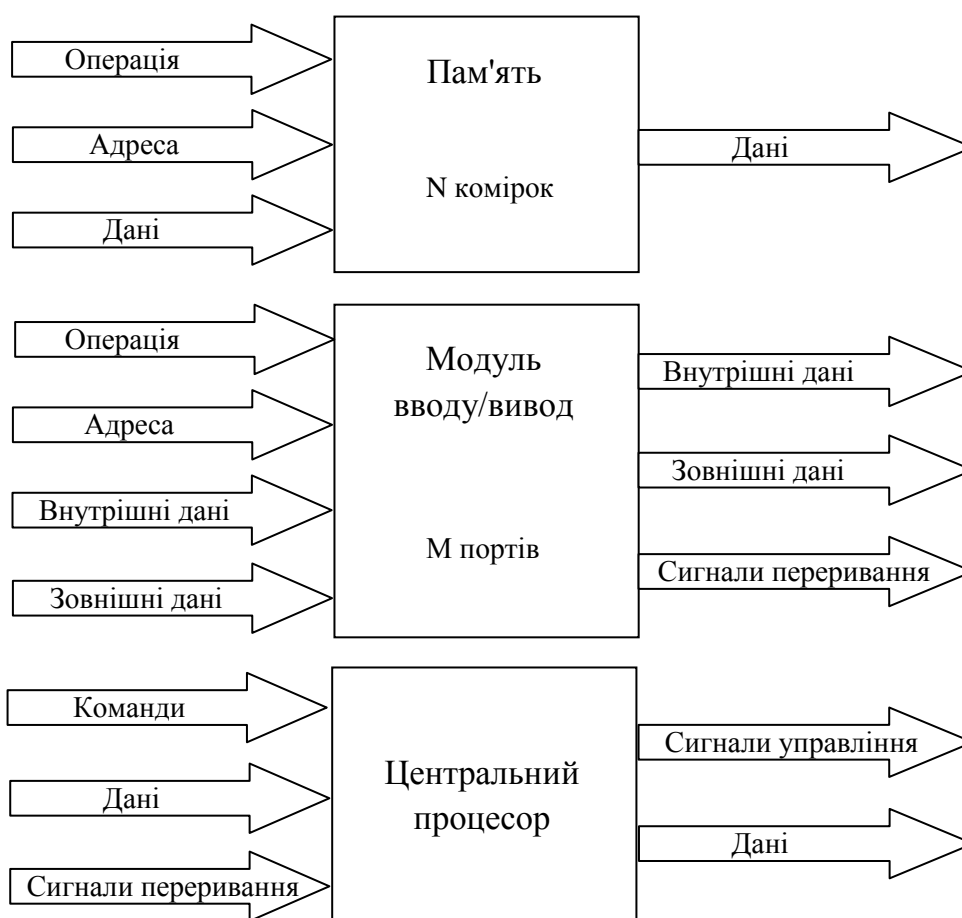 Операція
Адреса
Дані
Пам'ять
N комірок
Дані
Операція
Адреса
Внутрішні дані
Зовнішні дані
Модуль
вводу/вивод
М портів
Внутрішні дані
Зовнішні дані
Сигнали переривання
Команди
Дані
Сигнали переривання
Центральний
процесор
Сигнали управління
Дані